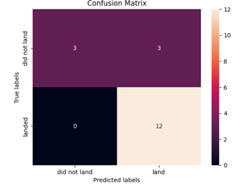 Confusion Matrix
did not land
3
3
True labels
landed
0
12
did not land
land
Predicted labels
12
10
8
6
4
2
0